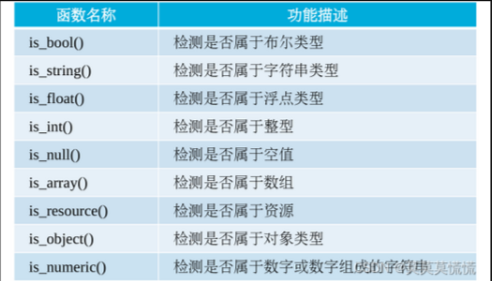 函数名称 功能描述
is_bool() 检测是否属于布尔类型
is_string() 检测是否属于字符串类型
is_float() 检测是否属于浮点类型
is_int() 检测是否属于整型
is_null() 检测是否属于空值
is_array() 检测是否属于数组
is_resource() 检测是否属于资源
is_object() 检测是否属于对象类型
is_numeric() 检测是否属于数字或数字组成的字符串
莫慌慌